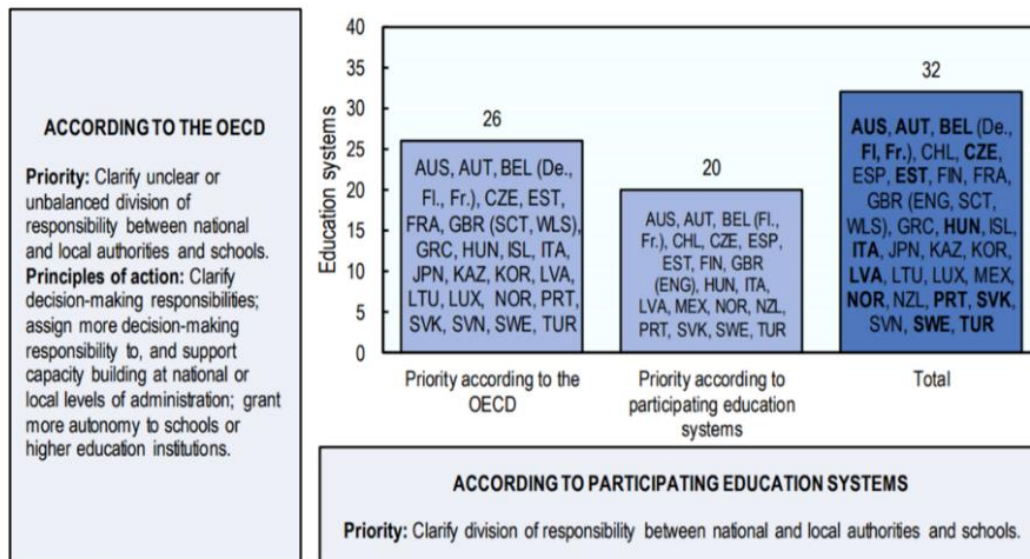 ACCORDING TO THE OECD
Priority: Clarify unclear or
unbalanced division of
responsibility between national
and local authorities and schools.
Principles of action: Clarify
decision-making responsibilities;
assign more decision-making
responsibility to, and support
capacity building at national or
local levels of administration; grant
more autonomy to schools or
higher education institutions.
Education systems
40
35
30
25
20
15
10
5
0
26
AUS, AUT, BEL (De.,
Fl., Fr.), CZE, EST,
FRA, GBR (SCT, WLS),
GRC, HUN, ISL, ITA,
JPN, KAZ, KOR, LVA,
LTU, LUX, NOR, PRT,
SVK, SVN, SWE, TUR
20
AUS, AUT, BEL (Fl.,
Fr.), CHL, CZE, ESP,
EST, FIN, GBR
(ENG), HUN, ITA,
LVA, MEX, NOR, NZL,
PRT, SVK, SWE, TUR
32
AUS, AUT, BEL (De.,
Fl, Fr.), CHL, CZE,
ESP, EST, FIN, FRA,
GBR (ENG, SCT,
WLS), GRC, HUN, ISL,
ITA, JPN, KAZ, KOR,
LVA, LTU, LUX, MEX,
NOR, NZL, PRT, SVK,
SVN, SWE, TUR
Priority according to the
OECD
Priority according to
participating education
systems
Total
ACCORDING TO PARTICIPATING EDUCATION SYSTEMS
Priority: Clarify division of responsibility between national and local authorities and schools.